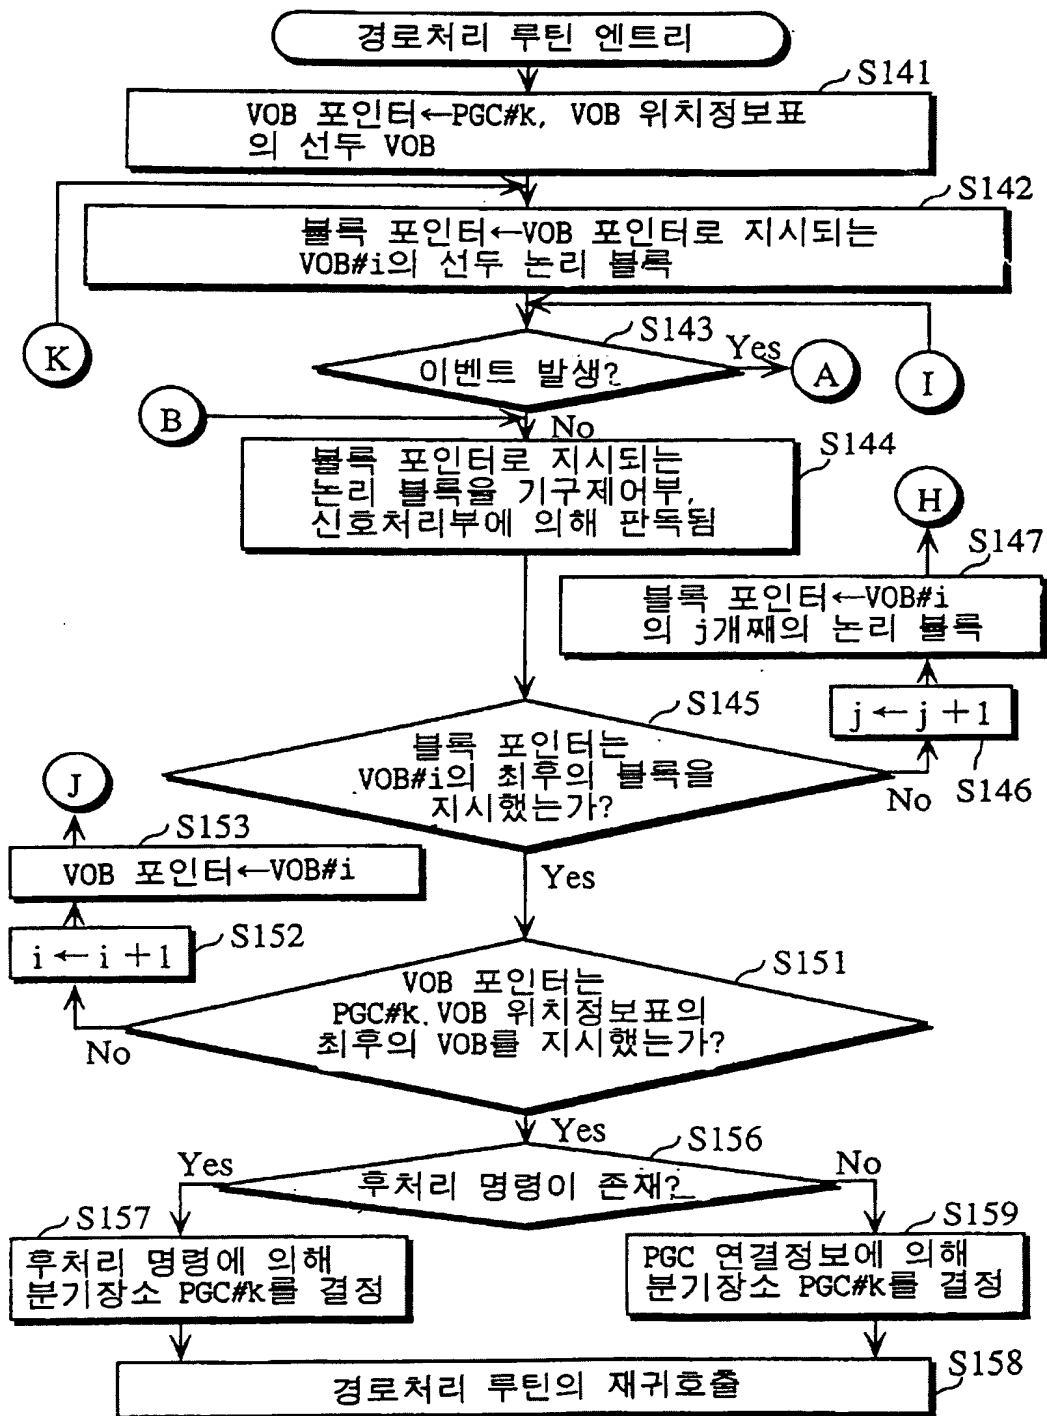 경로처리 루틴 엔트리
S141
VOB 포인터←PGC#k, VOB 위치정보표
의 선두 VOB
S142
블록 포인터←VOB 포인터로 지시되는
VOB#i의 선두 논리 블록
K
S143
이벤트 발생?
Yes
A
I
B
No
S144
블록 포인터로 지시되는
논리 블록을 기구제어부,
신호처리부에 의해 판독됨
H
S147
블록 포인터←VOB#i
의 j개째의 논리 블록
j ← j +1
S146
S145
블록 포인터는
VOB#i의 최후의 블록을
지시했는가?
No
Yes
J
S153
VOB 포인터←VOB#i
i ← i +1
S152
S151
VOB 포인터는
PGC#k.VOB 위치정보표의
최후의 VOB를 지시했는가?
No
Yes
S156
후처리 명령이 존재?
Yes
No
S157
후처리 명령에 의해
분기장소 PGC#k를 결정
S159
PGC 연결정보에 의해
분기장소 PGC#k를 결정
S158
경로처리 루틴의 재귀호출